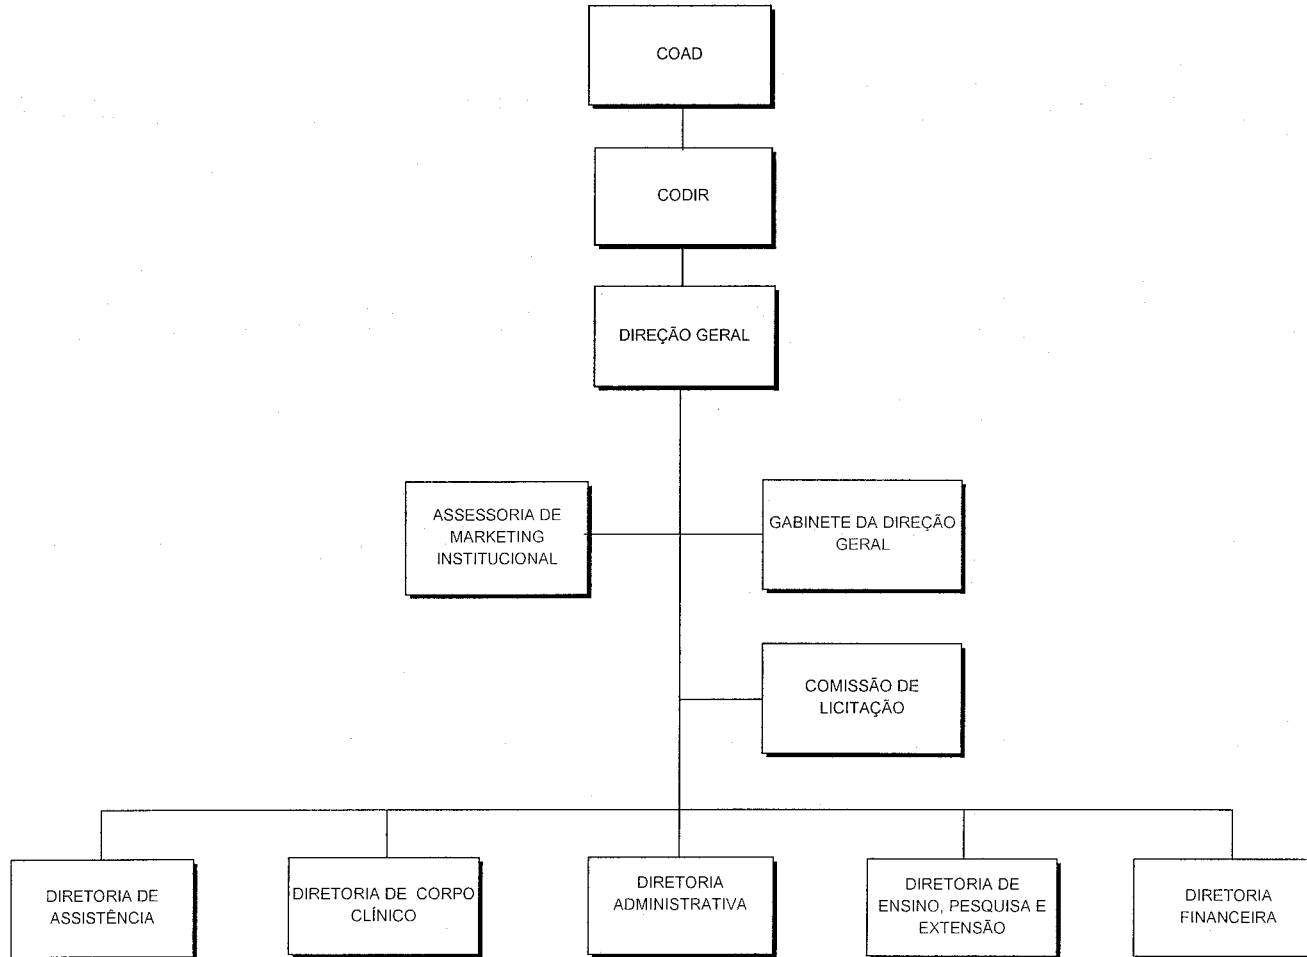 COAD
CODIR
DIREÇÃO GERAL
ASSESSORIA DE
MARKETING
INSTITUCIONAL
GABINETE DA DIREÇÃO
GERAL
COMISSÃO DE
LICITAÇÃO
DIRETORIA DE
ASSISTÊNCIA
DIRETORIA DE CORPO
CLÍNICO
DIRETORIA
ADMINISTRATIVA
DIRETORIA DE
ENSINO, PESQUISA E
EXTENSÃO
DIRETORIA
FINANCEIRA